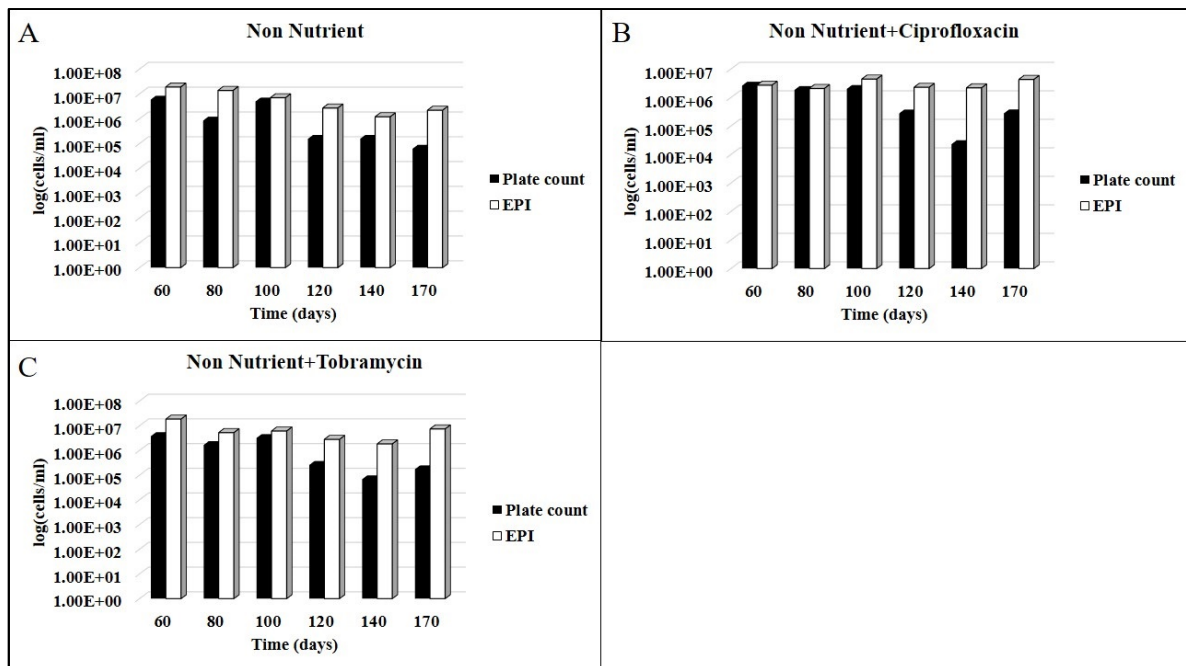 A
Non Nutrient
1.00E+08
1.00E+07
1.00E+06
1.00E+05
1.00E+04
1.00E+03
1.00E+02
1.00E+01
1.00E+00
log(cells/ml)
60 80 100 120 140 170
Time (days)
Plate count
EPI
B
Non Nutrient+Ciprofloxacin
1.00E+07
1.00E+06
1.00E+05
1.00E+04
1.00E+03
1.00E+02
1.00E+01
1.00E+00
log(cells/ml)
60 80 100 120 140 170
Time (days)
Plate count
EPI
C
Non Nutrient+Tobramycin
1.00E+08
1.00E+07
1.00E+06
1.00E+05
1.00E+04
1.00E+03
1.00E+02
1.00E+01
1.00E+00
log(cells/ml)
60 80 100 120 140 170
Time (days)
Plate count
EPI